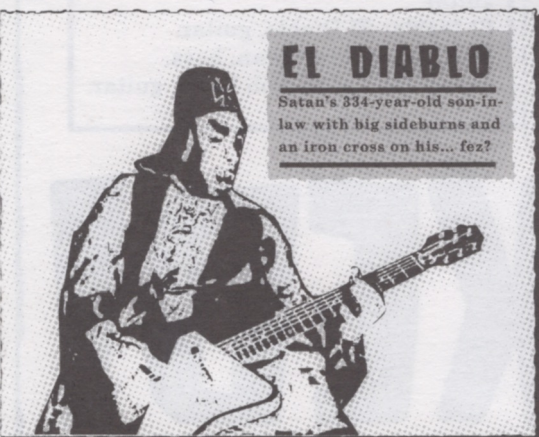 EL DIABLO
Satan's 334-year-old son-in-
law with big sideburns and
an iron cross on his... fez?